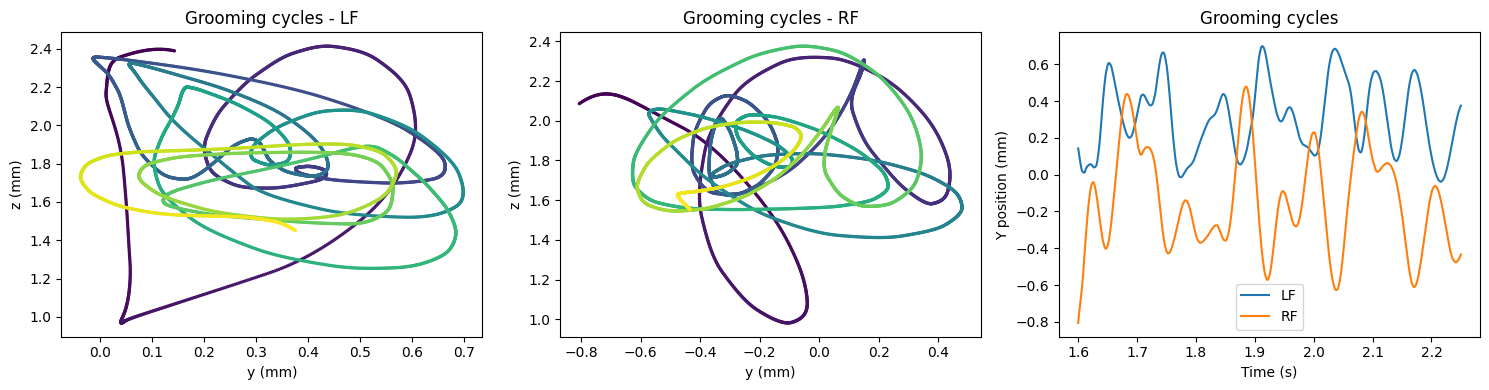 Grooming cycles - LF
z (mm)
2.4
2.2
2.0
1.8
1.6
1.4
1.2
1.0
0.0 0.1 0.2 0.3 0.4 0.5 0.6 0.7
y (mm)
Grooming cycles - RF
z (mm)
2.4
2.2
2.0
1.8
1.6
1.4
1.2
1.0
−0.8 −0.6 −0.4 −0.2 0.0 0.2 0.4
y (mm)
Grooming cycles
Y position (mm)
0.6
0.4
0.2
0.0
−0.2
−0.4
−0.6
−0.8
LF
RF
1.6 1.7 1.8 1.9 2.0 2.1 2.2
Time (s)